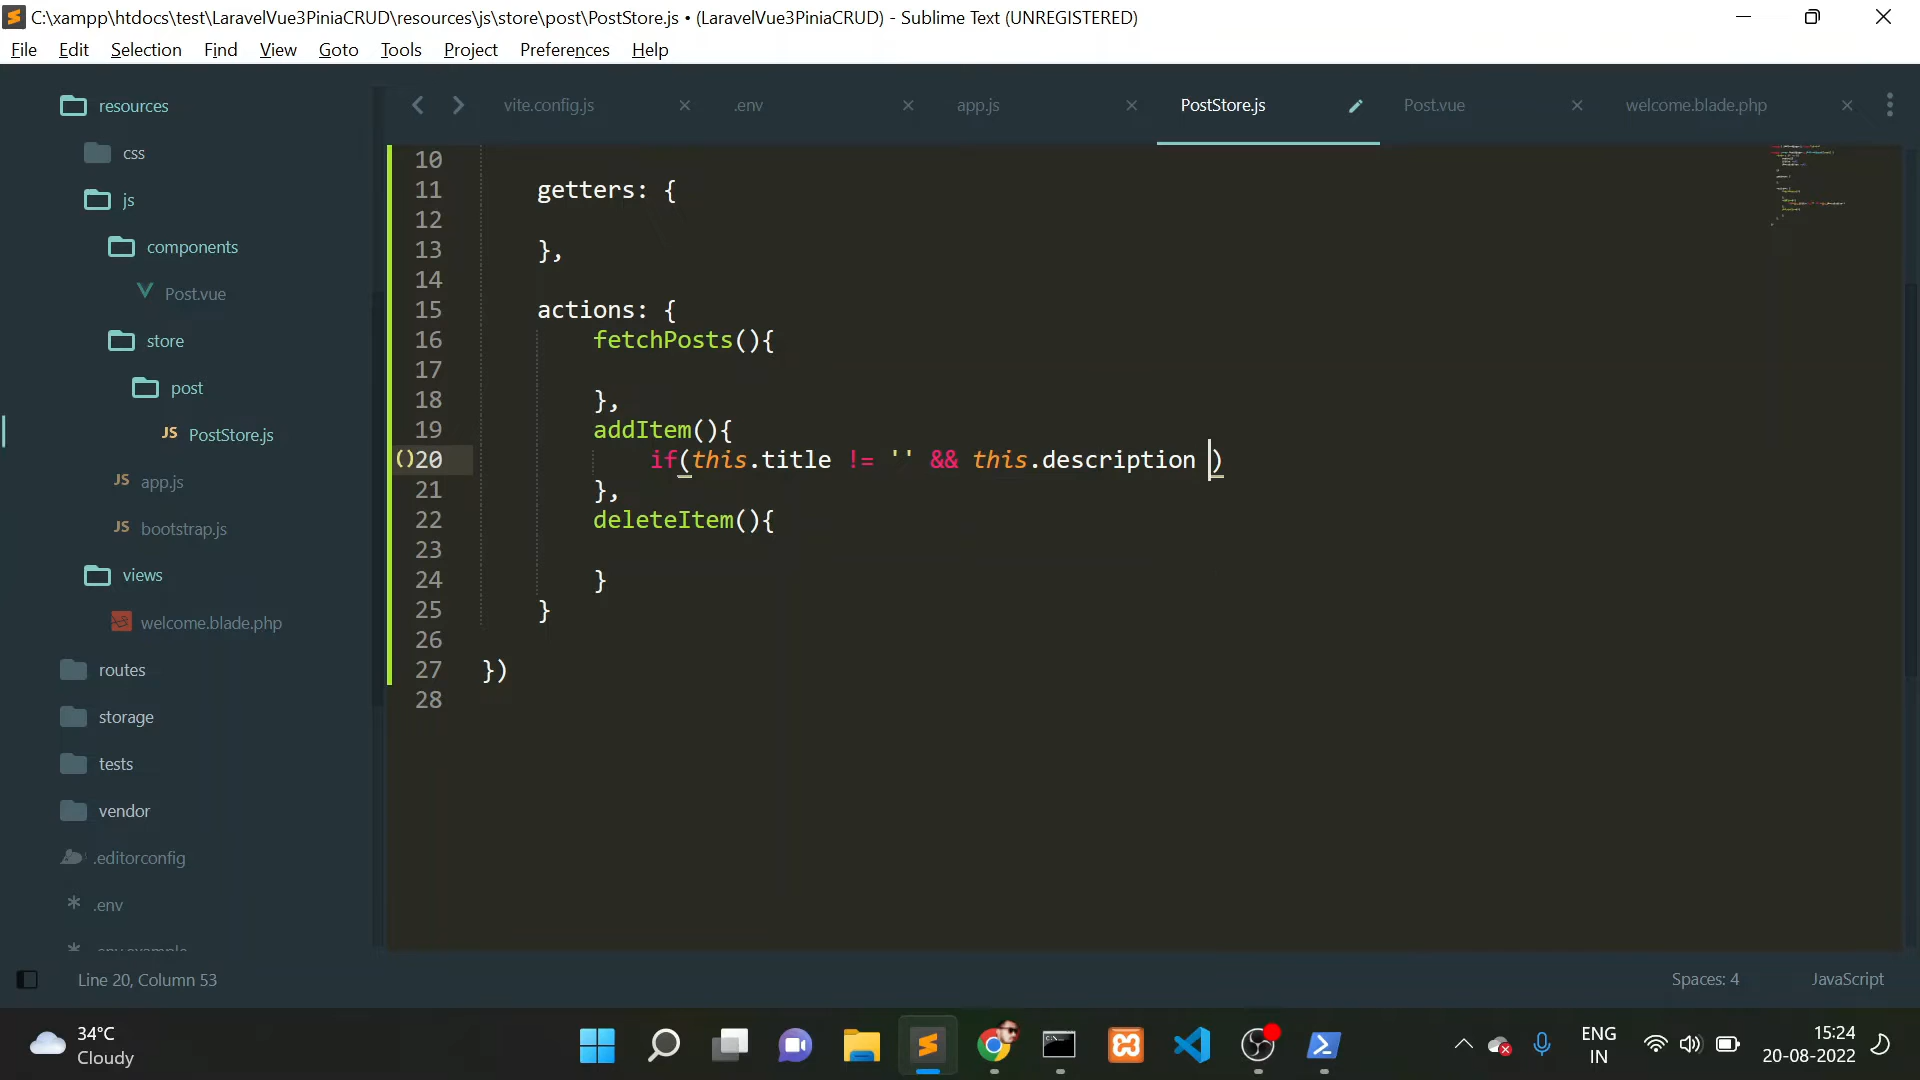 C:\xampp\htdocs\test\LaravelVue3PiniaCRUD\resources\js\store\post\PostStore.js • (LaravelVue3PiniaCRUD) - Sublime Text (UNREGISTERED)
File Edit Selection Find View Goto Tools Project Preferences Help
resources
css
js
components
Post.vue
store
post
JS PostStore.js
JS app.js
JS bootstrap.js
views
welcome.blade.php
routes
storage
tests
vendor
.editorconfig
* .env
* .env.example
vite.config.js × .env × app.js × PostStore.js Post.vue × welcome.blade.php ×
10
11 getters: {
12
13 },
14
15 actions: {
16 fetchPosts(){
17
18 },
19 addItem(){
()20 if(this.title != '' && this.description )
21 },
22 deleteItem(){
23
24 }
25 }
26
27 })
28
Line 20, Column 53 Spaces: 4 JavaScript
34°C
Cloudy
ENG
IN
15:24
20-08-2022